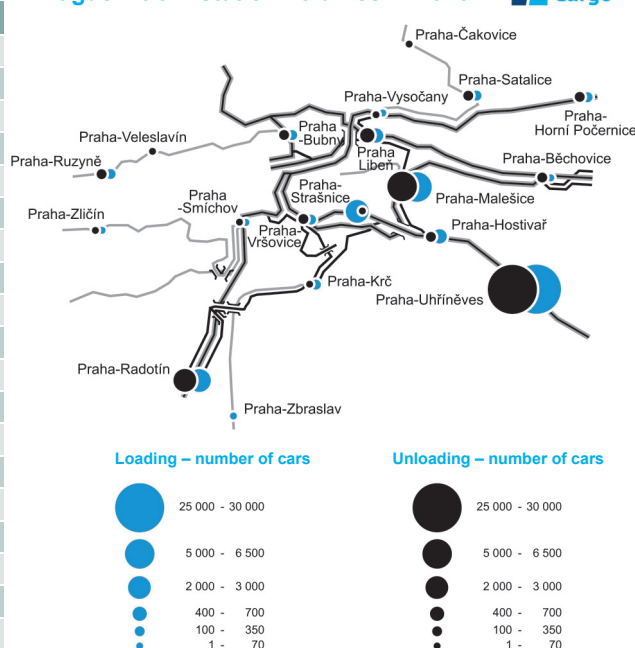 Cargo
Praha-Čakovice
Praha-Satalice
Praha-Vysočany
Praha-
Horní Počernice
Praha
-Bubny
Praha-Veleslavín
Praha
Libeň
Praha-Běchovice
Praha-Ruzyně
Praha-
Strašnice
Praha-Malešice
Praha
-Smíchov
Praha-Zličín
Praha-Hostivař
Praha-
Vršovice
Praha-Krč
Praha-Uhříněves
Praha-Radotín
Praha-Zbraslav
Loading – number of cars
Unloading – number of cars
25 000 - 30 000
25 000 - 30 000
5 000 - 6 500
5 000 - 6 500
2 000 - 3 000
2 000 - 3 000
400 - 700
400 - 700
100 - 350
100 - 350
1 - 70
1 - 70